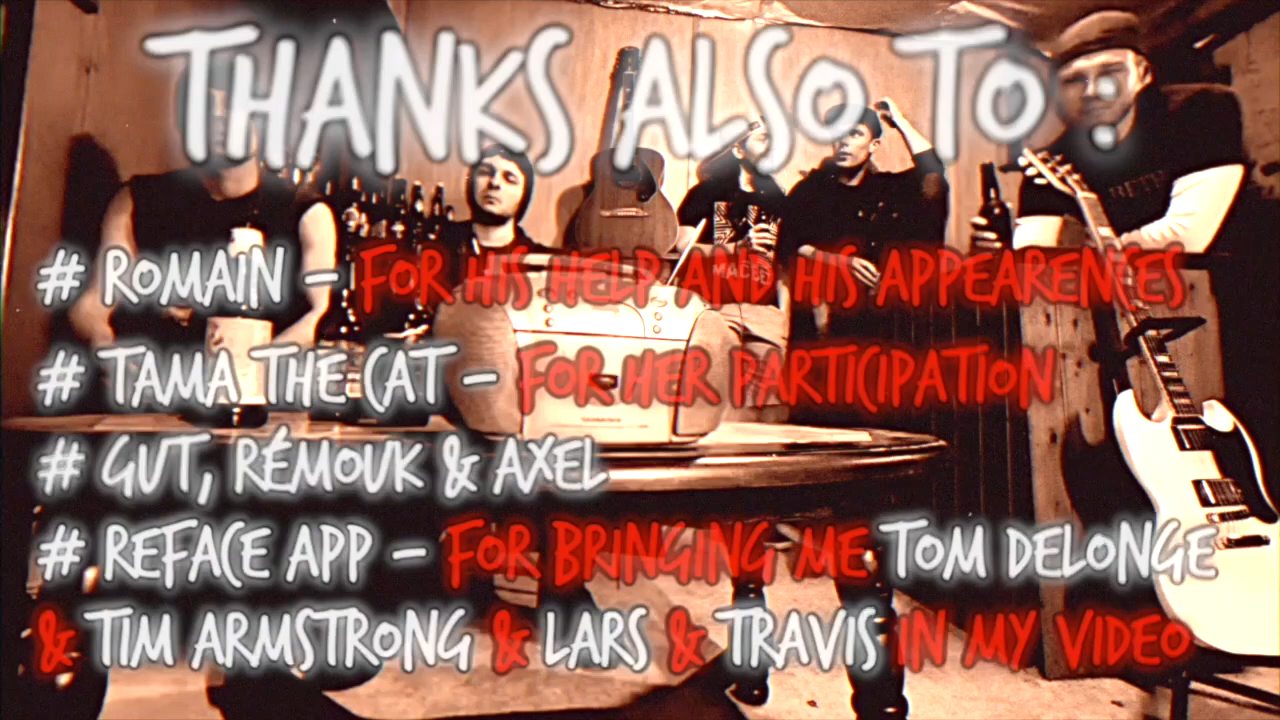 THANKS ALSO TO :
# ROMAIN - FOR HIS HELP AND HIS APPEARENCES
# TAMA THE CAT - FOR HER PARTICIPATION
# GUT, RÉMOUK & AXEL
# REFACE APP - FOR BRINGING ME TOM DELONGE
& TIM ARMSTRONG & LARS & TRAVIS IN MY VIDEO